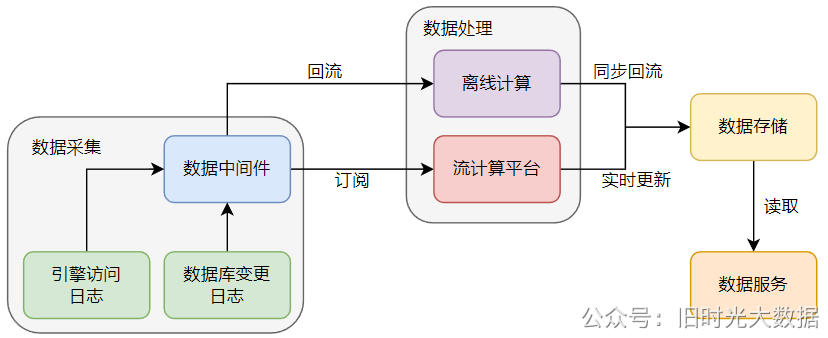 数据处理
回流
离线计算
同步回流
数据采集
数据中间件
订阅
流计算平台
实时更新
数据存储
读取
引擎访问
日志
数据库变更
日志
数据服务
公众号：旧时光大数据